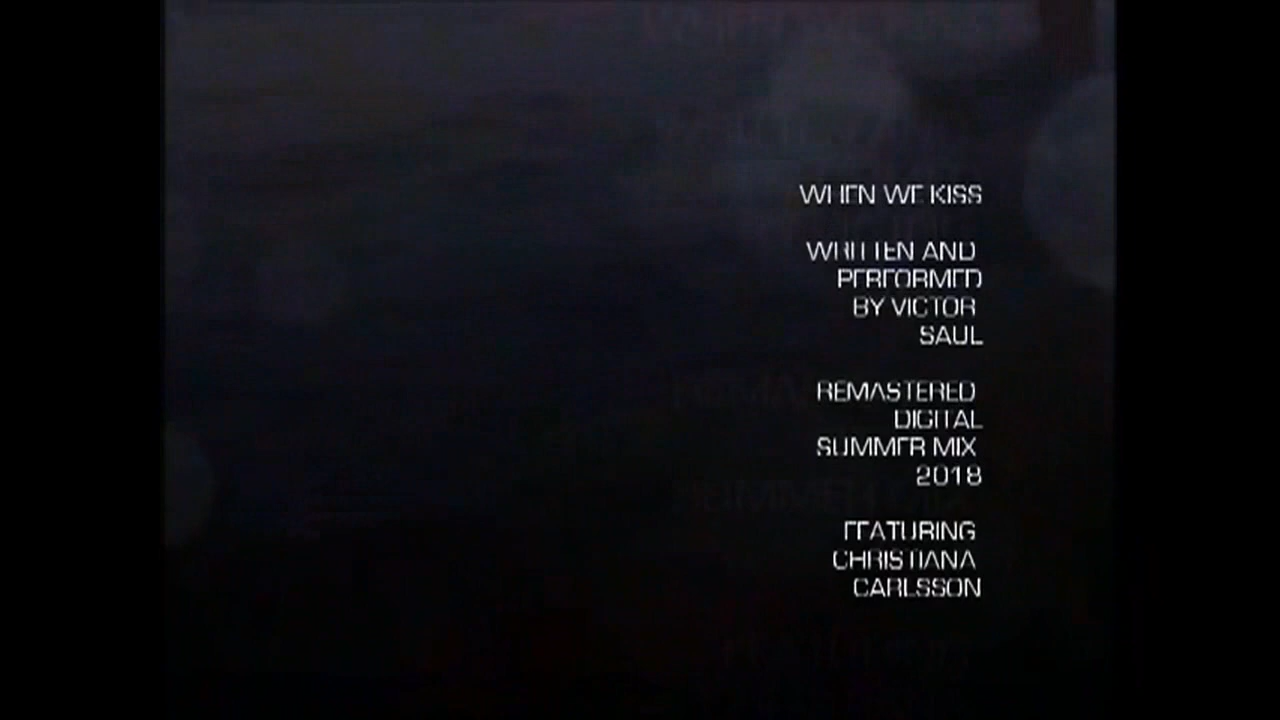 WHEN WE KISS
WRITTEN AND
PERFORMED
BY VICTOR
SAUL
REMASTERED
DIGITAL
SUMMER MIX
2018
FEATURING
CHRISTIANA
CARLSSON